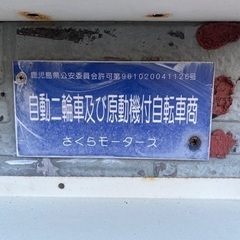 鹿児島県公安委員会許可第961020041126号
自動二輪車及び原動機付自転車商
さくらモータース